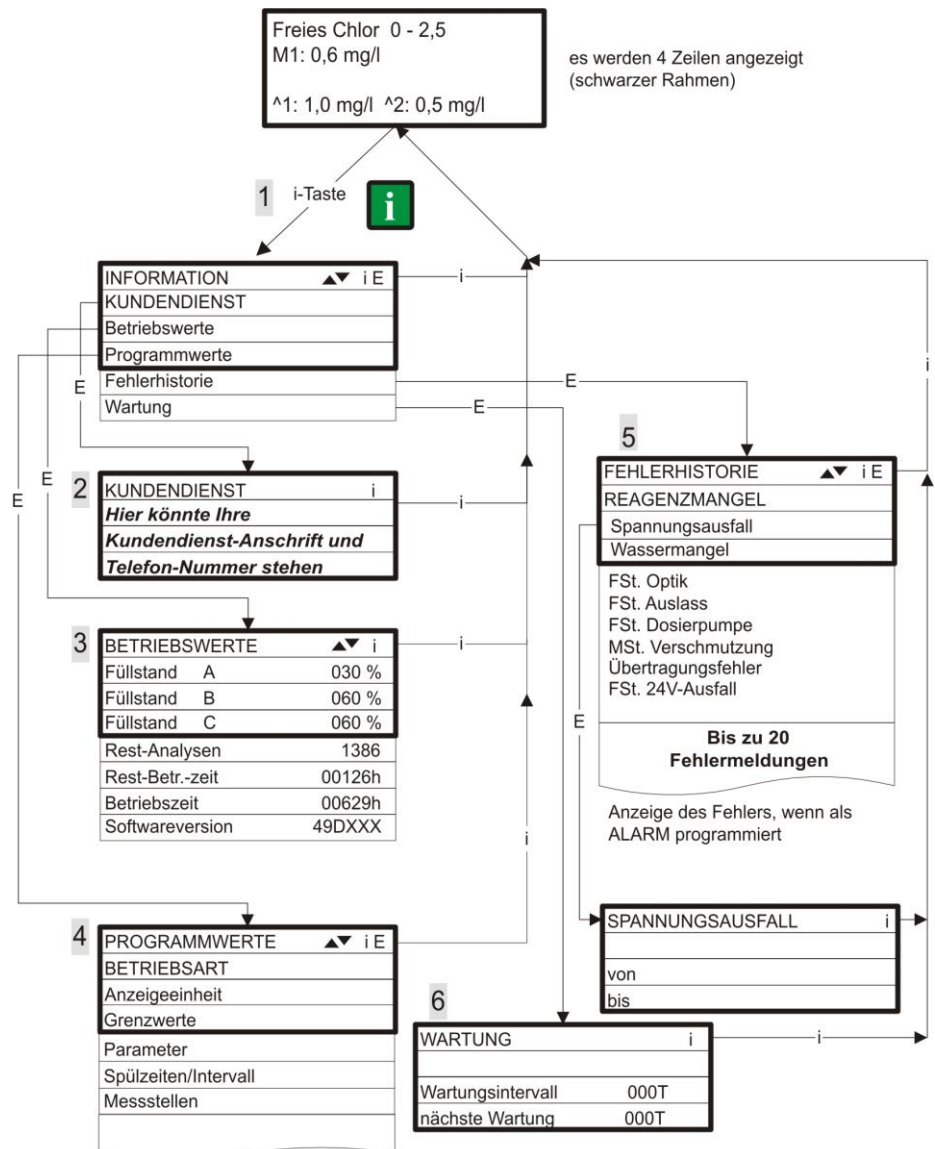 Freies Chlor 0 - 2,5
M1: 0,6 mg/l
^1: 1,0 mg/l ^2: 0,5 mg/l
es werden 4 Zeilen angezeigt
(schwarzer Rahmen)
1 i-Taste i
INFORMATION ▲▼ i E
KUNDENDIENST
Betriebswerte
Programmwerte
Fehlerhistorie
Wartung
i
i
E
E
E
E
E
2
KUNDENDIENST i
Hier könnte Ihre
Kundendienst-Anschrift und
Telefon-Nummer stehen
i
3
BETRIEBSWERTE ▲▼ i
Füllstand A 030 %
Füllstand B 060 %
Füllstand C 060 %
Rest-Analysen 1386
Rest-Betr.-zeit 00126h
Betriebszeit 00629h
Softwareversion 49DXXX
i
i
4
PROGRAMMWERTE ▲▼ i E
BETRIEBSART
Anzeigeeinheit
Grenzwerte
Parameter
Spülzeiten/Intervall
Messstellen
5
FEHLERHISTORIE ▲▼ i E
REAGENZMANGEL
Spannungsausfall
Wassermangel
FSt. Optik
FSt. Auslass
FSt. Dosierpumpe
MSt. Verschmutzung
Übertragungsfehler
FSt. 24V-Ausfall
E
Bis zu 20
Fehlermeldungen
Anzeige des Fehlers, wenn als
ALARM programmiert
SPANNUNGSAUSFALL i
von
bis
6
WARTUNG i
Wartungsintervall 000T
nächste Wartung 000T
i